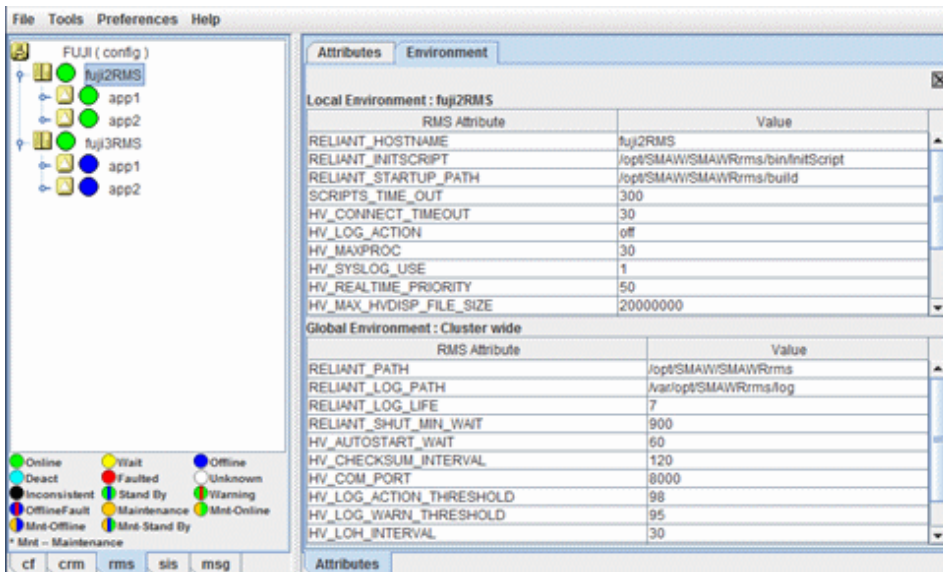 File Tools Preferences Help
FUJI ( config )
fuji2RMS
app1
app2
fuji3RMS
app1
app2
Online Wait Offline
Deact Faulted Unknown
Inconsistent Stand By Warning
OfflineFault Maintenance Mnt-Online
Mnt-Offline Mnt-Stand By
* Mnt -- Maintenance
cf crm rms sis msg
Attributes Environment
Local Environment : fuji2RMS
RMS Attribute Value
RELIANT_HOSTNAME fuji2RMS
RELIANT_INITSCRIPT /opt/SMAW/SMAWRrms/bin/InitScript
RELIANT_STARTUP_PATH /opt/SMAW/SMAWRrms/build
SCRIPTS_TIME_OUT 300
HV_CONNECT_TIMEOUT 30
HV_LOG_ACTION off
HV_MAXPROC 30
HV_SYSLOG_USE 1
HV_REALTIME_PRIORITY 50
HV_MAX_HVDISP_FILE_SIZE 20000000
Global Environment : Cluster wide
RMS Attribute Value
RELIANT_PATH /opt/SMAW/SMAWRrms
RELIANT_LOG_PATH /var/opt/SMAWRrms/log
RELIANT_LOG_LIFE 7
RELIANT_SHUT_MIN_WAIT 900
HV_AUTOSTART_WAIT 60
HV_CHECKSUM_INTERVAL 120
HV_COM_PORT 8000
HV_LOG_ACTION_THRESHOLD 98
HV_LOG_WARN_THRESHOLD 95
HV_LOH_INTERVAL 30
Attributes